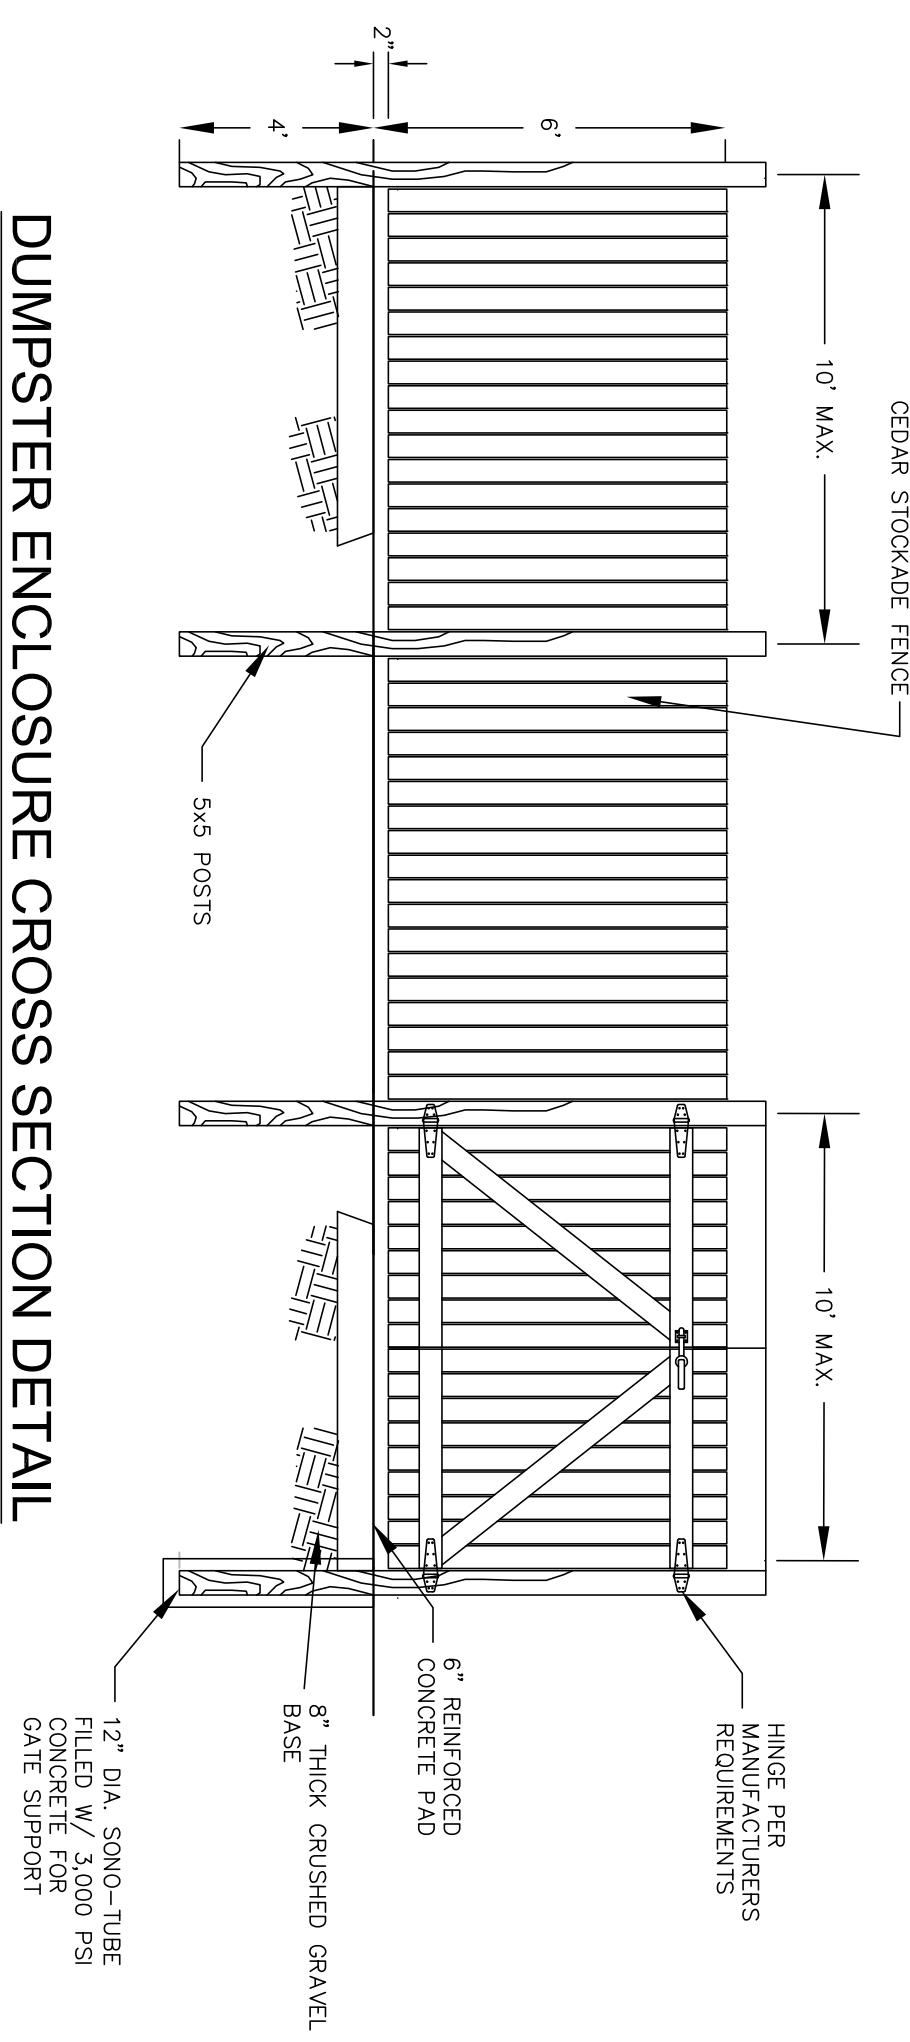 CEDAR STOCKADE FENCE
10' MAX.
10' MAX.
2"
6'
4'
5x5 POSTS
HINGE PER
MANUFACTURERS
REQUIREMENTS
6" REINFORCED
CONCRETE PAD
8" THICK CRUSHED GRAVEL
BASE
12" DIA. SONO-TUBE
FILLED W/ 3,000 PSI
CONCRETE FOR
GATE SUPPORT
DUMPSTER ENCLOSURE CROSS SECTION DETAIL